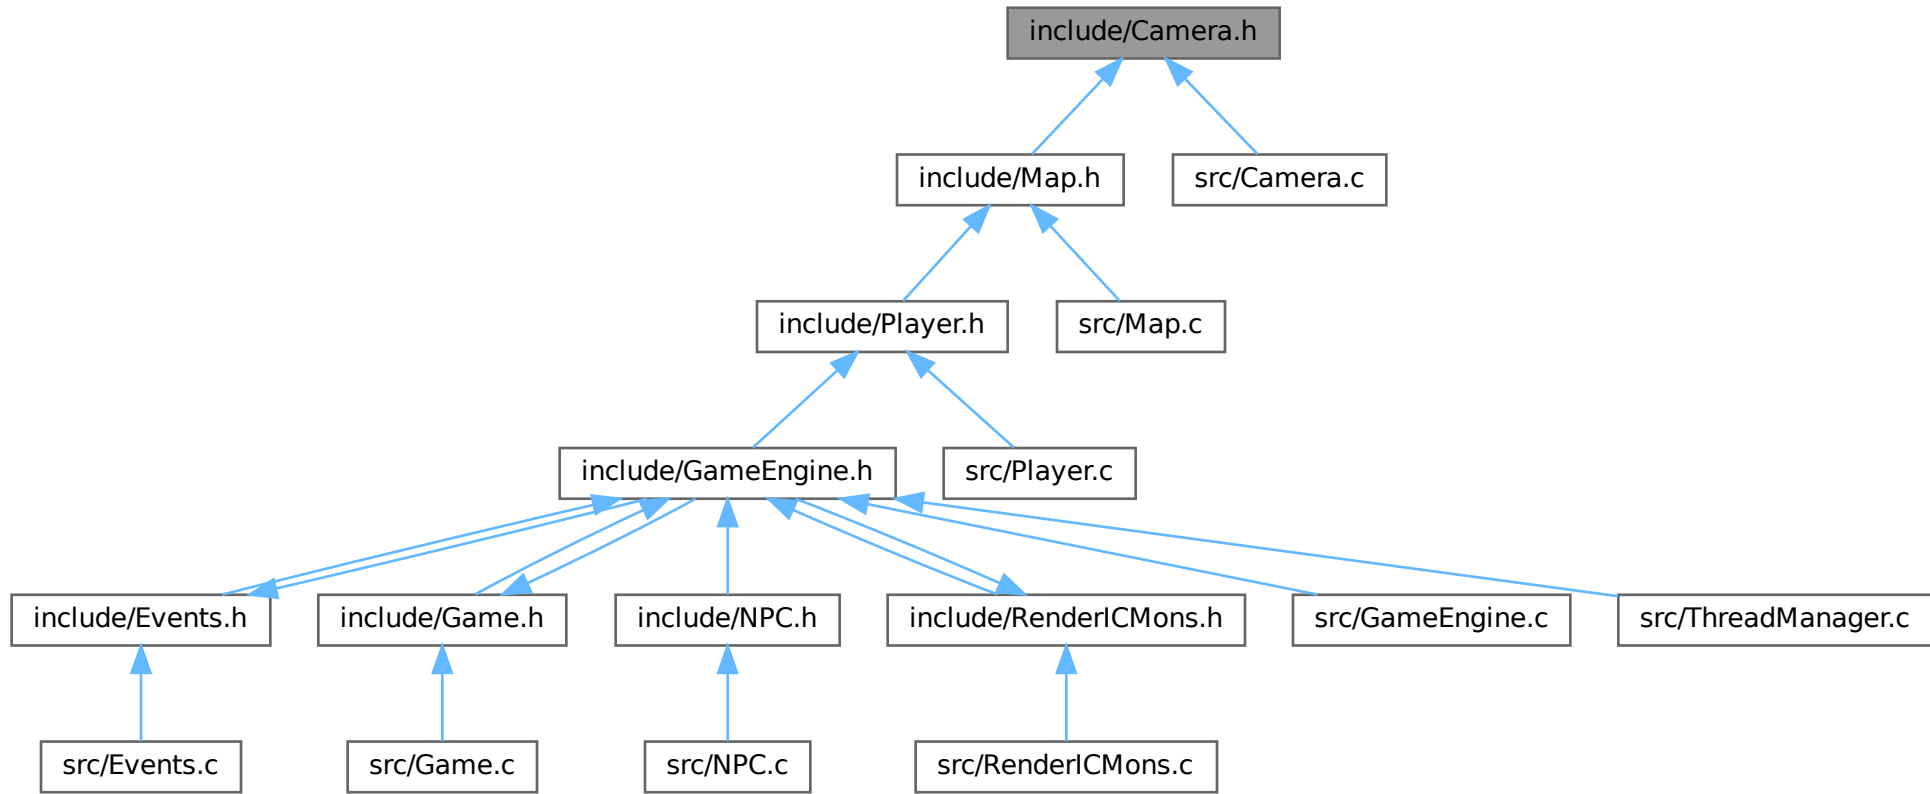 include/Camera.h
include/Map.h
src/Camera.c
include/Player.h
src/Map.c
include/GameEngine.h
src/Player.c
include/Events.h
include/Game.h
include/NPC.h
include/RenderICMons.h
src/GameEngine.c
src/ThreadManager.c
src/Events.c
src/Game.c
src/NPC.c
src/RenderICMons.c